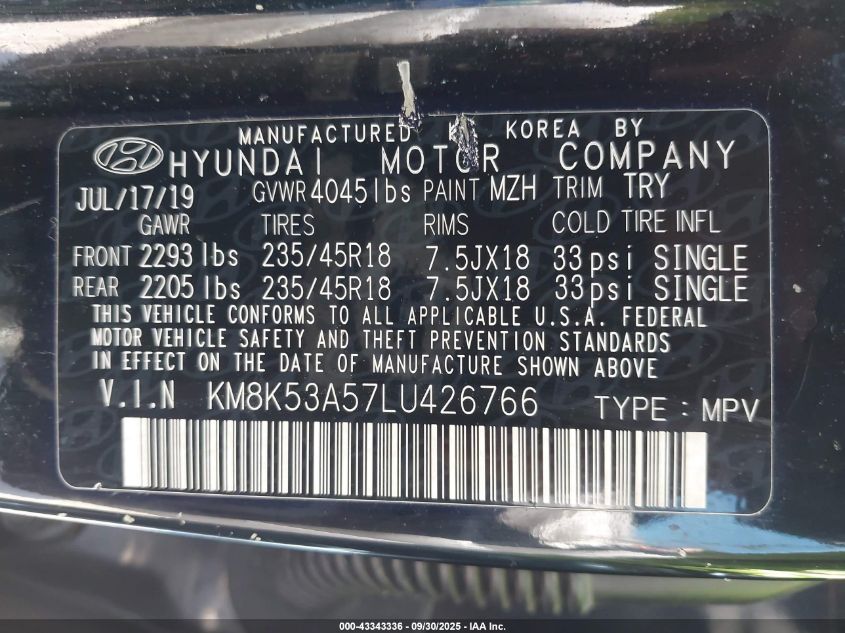 MANUFACTURED IN KOREA BY
HYUNDAI MOTOR COMPANY
JUL/17/19 GVWR 4045 lbs PAINT MZH TRIM TRY
GAWR TIRES RIMS COLD TIRE INFL
FRONT 2293 lbs 235/45R18 7.5JX18 33 psi SINGLE
REAR 2205 lbs 235/45R18 7.5JX18 33 psi SINGLE
THIS VEHICLE CONFORMS TO ALL APPLICABLE U.S.A. FEDERAL
MOTOR VEHICLE SAFETY AND THEFT PREVENTION STANDARDS
IN EFFECT ON THE DATE OF MANUFACTURE SHOWN ABOVE
V.I.N KM8K53A57LU426766 TYPE : MPV
000-43343336 - 09/30/2025 - IAA Inc.